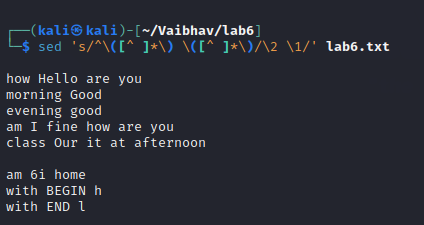 ┌──(kali㉿kali)-[~/Vaibhav/lab6]
└─$ sed 's/^\([^ ]*\) \([^ ]*\)/\2 \1/' lab6.txt
how Hello are you
morning Good
evening good
am I fine how are you
class Our it at afternoon
am 6i home
with BEGIN h
with END l